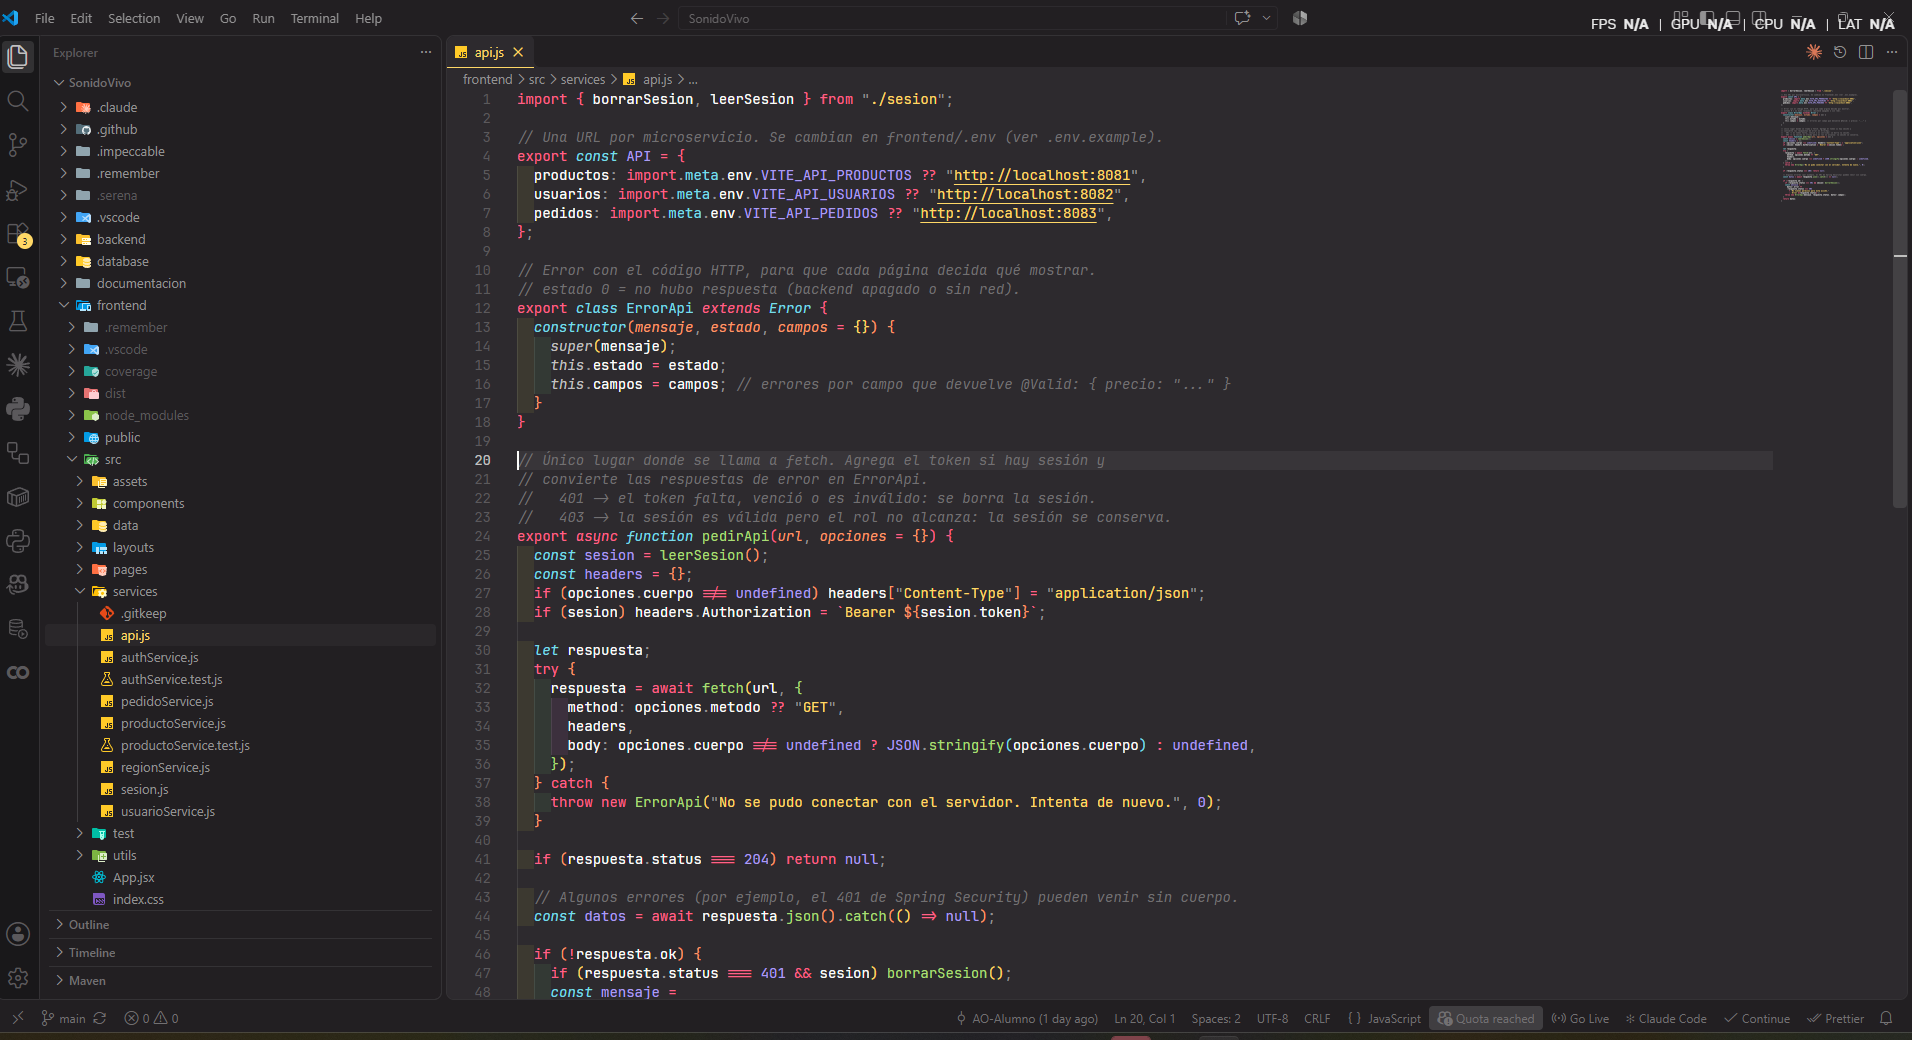 File Edit Selection View Go Run Terminal Help
SonidoVivo
FPS N/A | GPU N/A | CPU N/A | LAT N/A
Explorer
SonidoVivo
.claude
.github
.impeccable
.remember
.serena
.vscode
backend
database
documentacion
frontend
.remember
.vscode
coverage
dist
node_modules
public
src
assets
components
data
layouts
pages
services
.gitkeep
api.js
authService.js
authService.test.js
pedidoService.js
productoService.js
productoService.test.js
regionService.js
sesion.js
usuarioService.js
test
utils
App.jsx
index.css
Outline
Timeline
Maven
3
api.js
frontend > src > services > api.js > ...
1 import { borrarSesion, leerSesion } from "./sesion";
2
3 // Una URL por microservicio. Se cambian en frontend/.env (ver .env.example).
4 export const API = {
5 productos: import.meta.env.VITE_API_PRODUCTOS ?? "http://localhost:8081",
6 usuarios: import.meta.env.VITE_API_USUARIOS ?? "http://localhost:8082",
7 pedidos: import.meta.env.VITE_API_PEDIDOS ?? "http://localhost:8083",
8 };
9
10 // Error con el código HTTP, para que cada página decida qué mostrar.
11 // estado 0 = no hubo respuesta (backend apagado o sin red).
12 export class ErrorApi extends Error {
13 constructor(mensaje, estado, campos = {}) {
14 super(mensaje);
15 this.estado = estado;
16 this.campos = campos; // errores por campo que devuelve @Valid: { precio: "..." }
17 }
18 }
19
20 // Único lugar donde se llama a fetch. Agrega el token si hay sesión y
21 // convierte las respuestas de error en ErrorApi.
22 // 401 -> el token falta, venció o es inválido: se borra la sesión.
23 // 403 -> la sesión es válida pero el rol no alcanza: la sesión se conserva.
24 export async function pedirApi(url, opciones = {}) {
25 const sesion = leerSesion();
26 const headers = {};
27 if (opciones.cuerpo !== undefined) headers["Content-Type"] = "application/json";
28 if (sesion) headers.Authorization = `Bearer ${sesion.token}`;
29
30 let respuesta;
31 try {
32 respuesta = await fetch(url, {
33 method: opciones.metodo ?? "GET",
34 headers,
35 body: opciones.cuerpo !== undefined ? JSON.stringify(opciones.cuerpo) : undefined,
36 });
37 } catch {
38 throw new ErrorApi("No se pudo conectar con el servidor. Intenta de nuevo.", 0);
39 }
40
41 if (respuesta.status === 204) return null;
42
43 // Algunos errores (por ejemplo, el 401 de Spring Security) pueden venir sin cuerpo.
44 const datos = await respuesta.json().catch(() => null);
45
46 if (!respuesta.ok) {
47 if (respuesta.status === 401 && sesion) borrarSesion();
48 const mensaje =
main 0 0 AO-Alumno (1 day ago) Ln 20, Col 1 Spaces: 2 UTF-8 CRLF { } JavaScript Quota reached Go Live Claude Code Continue Prettier